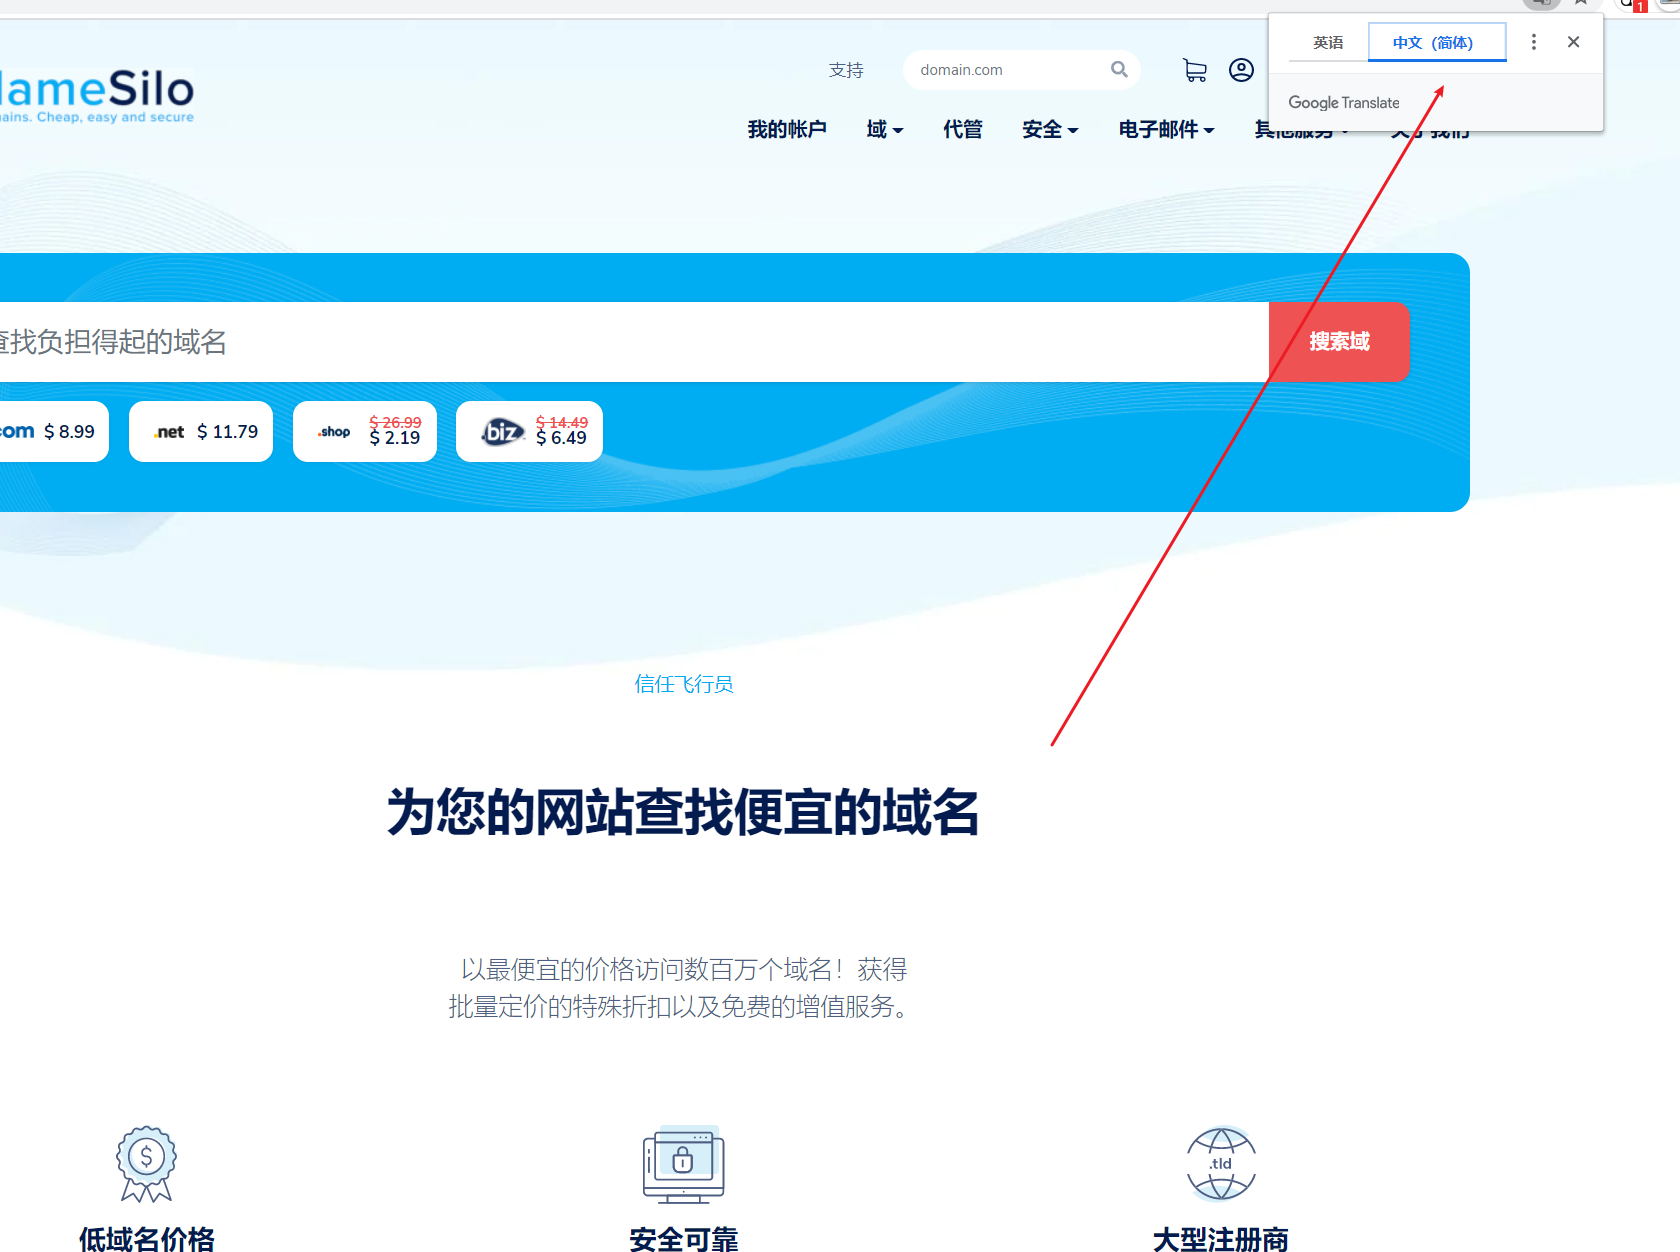 1
英语
中文（简体）
Google Translate
支持
domain.com
ameSilo
ains. Cheap, easy and secure
我的帐户
域
代管
安全
电子邮件
其他服务
关于我们
查找负担得起的域名
搜索域
com $ 8.99
.net $ 11.79
.shop $ 26.99 $ 2.19
.biz $ 14.49 $ 6.49
信任飞行员
为您的网站查找便宜的域名
以最便宜的价格访问数百万个域名！获得
批量定价的特殊折扣以及免费的增值服务。
.tld
低域名价格
安全可靠
大型注册商